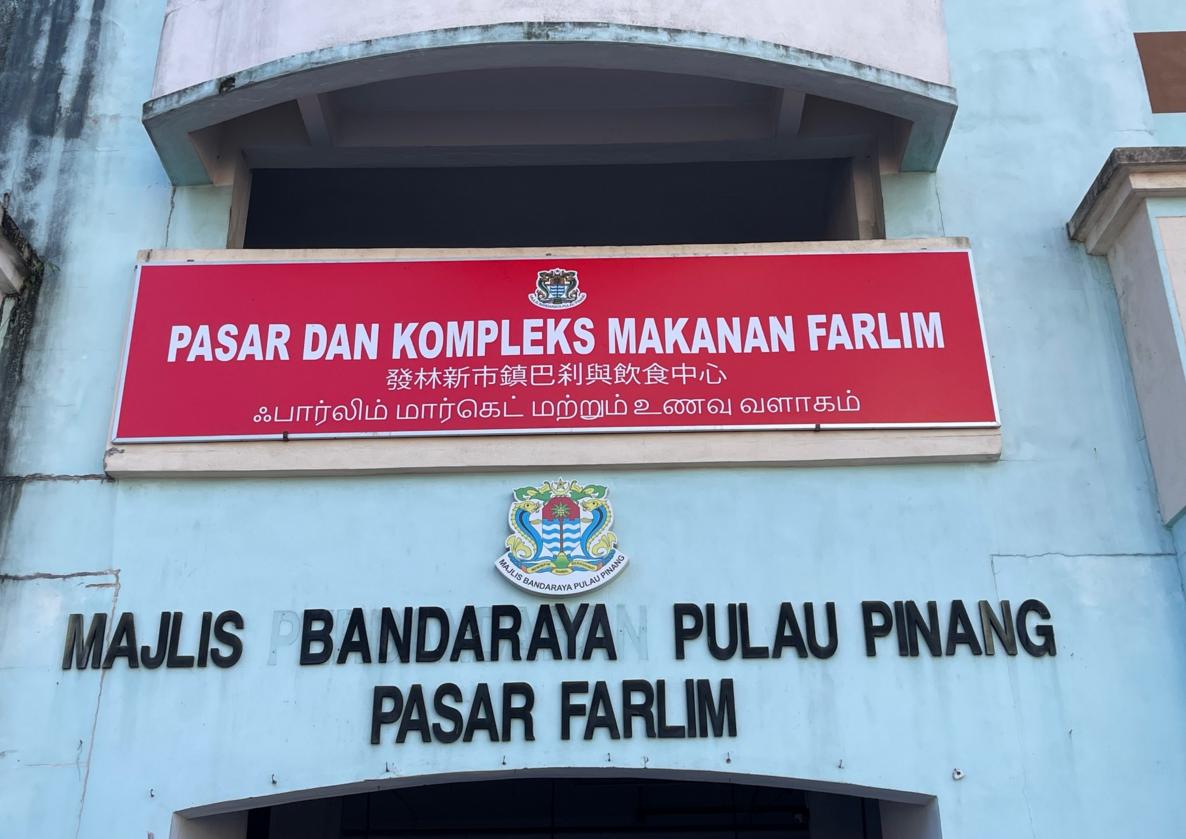 PASAR DAN KOMPLEKS MAKANAN FARLIM
發林新市鎮巴刹與飲食中心
ஃபார்லிம் மார்கெட் மற்றும் உணவு வளாகம்
MAJLIS BANDARAYA PULAU PINANG
MAJLIS BANDARAYA PULAU PINANG
PASAR FARLIM